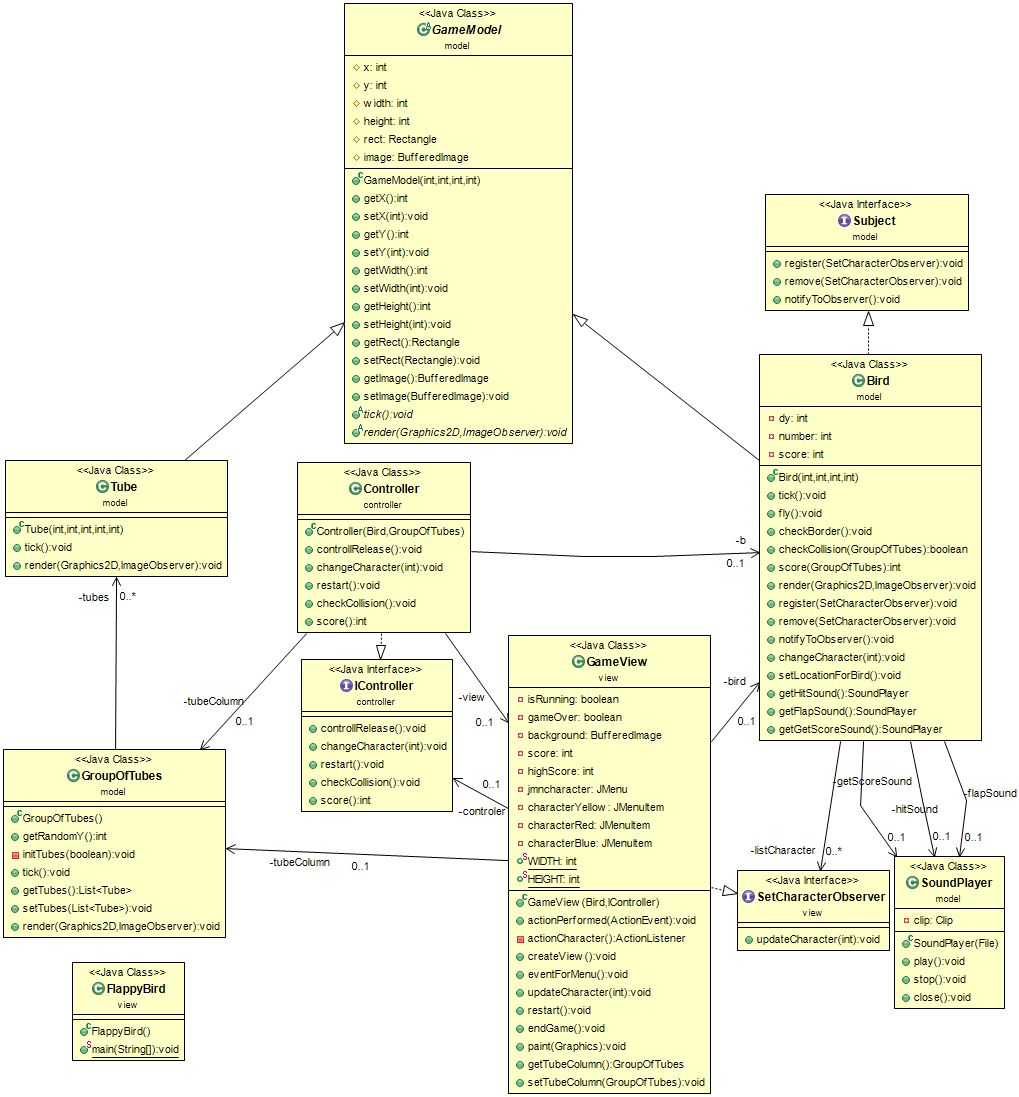 <<Java Class>>
GameModel
model
x: int
y: int
width: int
height: int
rect: Rectangle
image: BufferedImage
GameModel(int,int,int,int)
getX():int
setX(int):void
getY():int
setY(int):void
getWidth():int
setWidth(int):void
getHeight():int
setHeight(int):void
getRect():Rectangle
setRect(Rectangle):void
getImage():BufferedImage
setImage(BufferedImage):void
tick():void
render(Graphics2D,ImageObserver):void
<<Java Interface>>
Subject
model
register(SetCharacterObserver):void
remove(SetCharacterObserver):void
notifyToObserver():void
<<Java Class>>
Bird
model
dy: int
number: int
score: int
Bird(int,int,int,int)
tick():void
fly():void
checkBorder():void
checkCollision(GroupOfTubes):boolean
score(GroupOfTubes):int
render(Graphics2D,ImageObserver):void
register(SetCharacterObserver):void
remove(SetCharacterObserver):void
notifyToObserver():void
changeCharacter(int):void
setLocationForBird():void
getHitSound():SoundPlayer
getFlapSound():SoundPlayer
getGetScoreSound():SoundPlayer
<<Java Class>>
Tube
model
Tube(int,int,int,int,int)
tick():void
render(Graphics2D,ImageObserver):void
<<Java Class>>
Controller
controller
Controller(Bird,GroupOfTubes)
controllRelease():void
changeCharacter(int):void
restart():void
checkCollision():void
score():int
-b
0..1
-tubes
0..*
<<Java Interface>>
IController
controller
controllRelease():void
changeCharacter(int):void
restart():void
checkCollision():void
score():int
-tubeColumn
0..1
-view
0..1
-bird
0..1
0..1
-controler
-tubeColumn
0..1
<<Java Class>>
GameView
view
isRunning: boolean
gameOver: boolean
background: BufferedImage
score: int
highScore: int
jmncharacter: JMenu
characterYellow: JMenuItem
characterRed: JMenuItem
characterBlue: JMenuItem
WIDTH: int
HEIGHT: int
GameView(Bird,IController)
actionPerformed(ActionEvent):void
actionCharacter():ActionListener
createView():void
eventForMenu():void
updateCharacter(int):void
restart():void
endGame():void
paint(Graphics):void
getTubeColumn():GroupOfTubes
setTubeColumn(GroupOfTubes):void
<<Java Class>>
GroupOfTubes
model
GroupOfTubes()
getRandomY():int
initTubes(boolean):void
tick():void
getTubes():List<Tube>
setTubes(List<Tube>):void
render(Graphics2D,ImageObserver):void
-getScoreSound
0..1
-hitSound
0..1
-flapSound
0..1
-listCharacter
0..*
<<Java Interface>>
SetCharacterObserver
view
updateCharacter(int):void
<<Java Class>>
SoundPlayer
model
clip: Clip
SoundPlayer(File)
play():void
stop():void
close():void
<<Java Class>>
FlappyBird
view
FlappyBird()
main(String[]):void